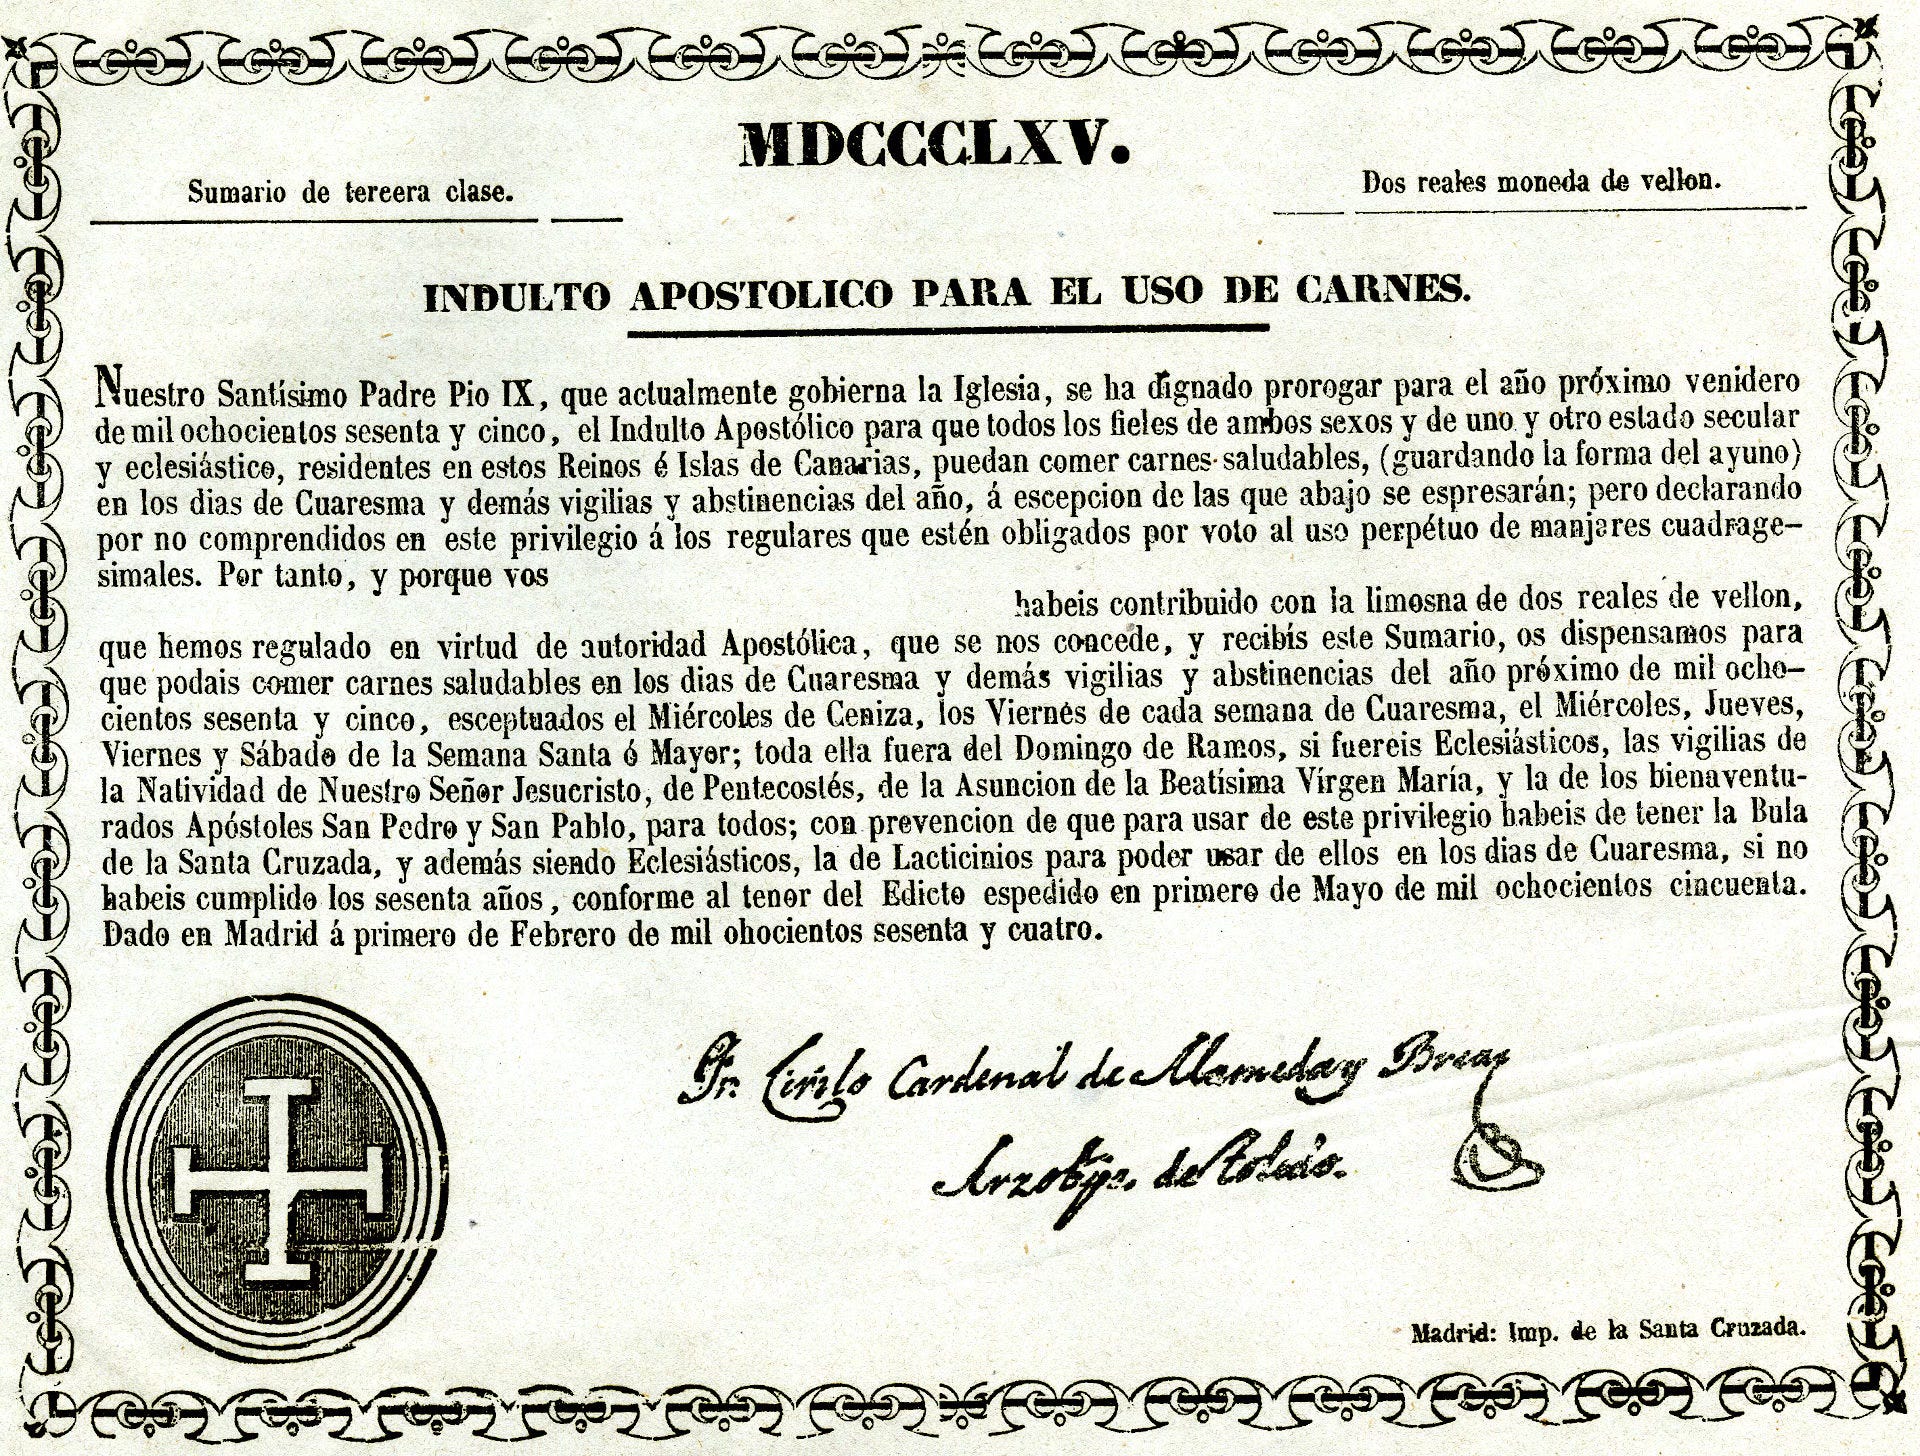 MDCCCLXV.
Sumario de tercera clase.
Dos reales moneda de vellon.
INDULTO APOSTOLICO PARA EL USO DE CARNES.
Nuestro Santísimo Padre Pio IX, que actualmente gobierna la Iglesia, se ha dignado prorogar para el año próximo venidero
de mil ochocientos sesenta y cinco, el Indulto Apostólico para que todos los fieles de ambos sexos y de uno y otro estado secular
y eclesiástico, residentes en estos Reinos é Islas de Canarias, puedan comer carnes saludables, (guardando la forma del ayuno)
en los dias de Cuaresma y demás vigilias y abstinencias del año, á escepcion de las que abajo se espresarán; pero declarando
por no comprendidos en este privilegio á los regulares que estén obligados por voto al uso perpétuo de manjares cuadrage-
simales. Por tanto, y porque vos
habeis contribuido con la limosna de dos reales de vellon,
que hemos regulado en virtud de autoridad Apostólica, que se nos concede, y recibís este Sumario, os dispensamos para
que podais comer carnes saludables en los dias de Cuaresma y demás vigilias y abstinencias del año próximo de mil ocho-
cientos sesenta y cinco, esceptuados el Miércoles de Ceniza, los Viernes de cada semana de Cuaresma, el Miércoles, Jueves,
Viernes y Sábado de la Semana Santa ó Mayor; toda ella fuera del Domingo de Ramos, si fuereis Eclesiásticos, las vigilias de
la Natividad de Nuestro Señor Jesucristo, de Pentecostés, de la Asuncion de la Beatísima Vírgen María, y la de los bienaventu-
rados Apóstoles San Pedro y San Pablo, para todos; con prevencion de que para usar de este privilegio habeis de tener la Bula
de la Santa Cruzada, y además siendo Eclesiásticos, la de Lacticinios para poder usar de ellos en los dias de Cuaresma, si no
habeis cumplido los sesenta años, conforme al tenor del Edicto espedido en primero de Mayo de mil ochocientos cincuenta.
Dado en Madrid á primero de Febrero de mil ohocientos sesenta y cuatro.
Fr. Cirilo Cardenal de Alameda y Brea
Arzobpo. de Toledo.
Madrid: Imp. de la Santa Cruzada.